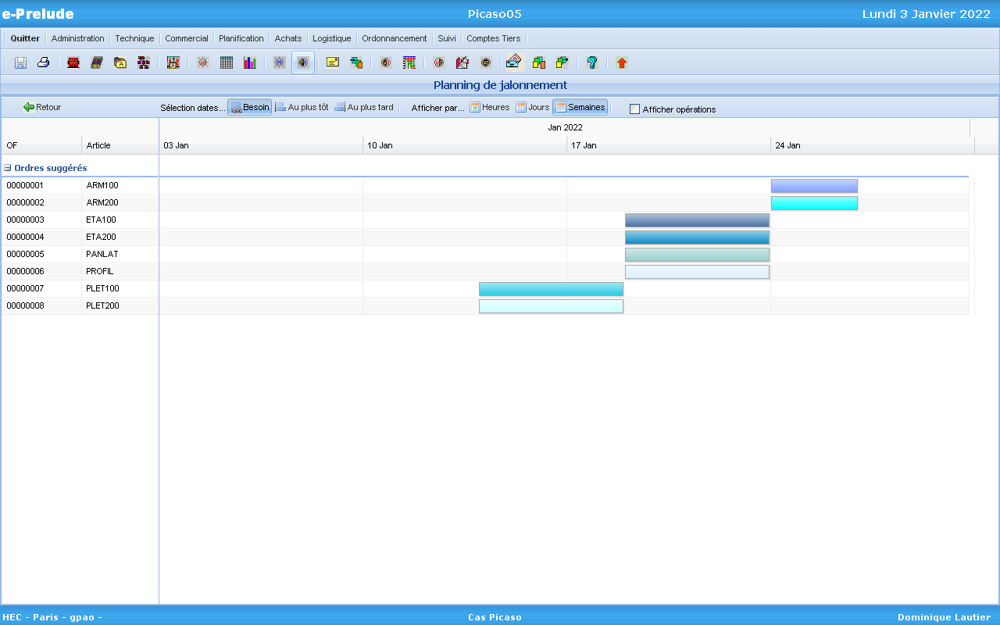 e-Prelude Picaso05 Lundi 3 Janvier 2022
Quitter Administration Technique Commercial Planification Achats Logistique Ordonnancement Suivi Comptes Tiers
Planning de jalonnement
Retour Sélection dates... Besoin Au plus tôt Au plus tard Afficher par... Heures Jours Semaines Afficher opérations
Jan 2022
OF Article 03 Jan 10 Jan 17 Jan 24 Jan
Ordres suggérés
00000001 ARM100
00000002 ARM200
00000003 ETA100
00000004 ETA200
00000005 PANLAT
00000006 PROFIL
00000007 PLET100
00000008 PLET200
HEC - Paris - gpao - Cas Picaso Dominique Lautier